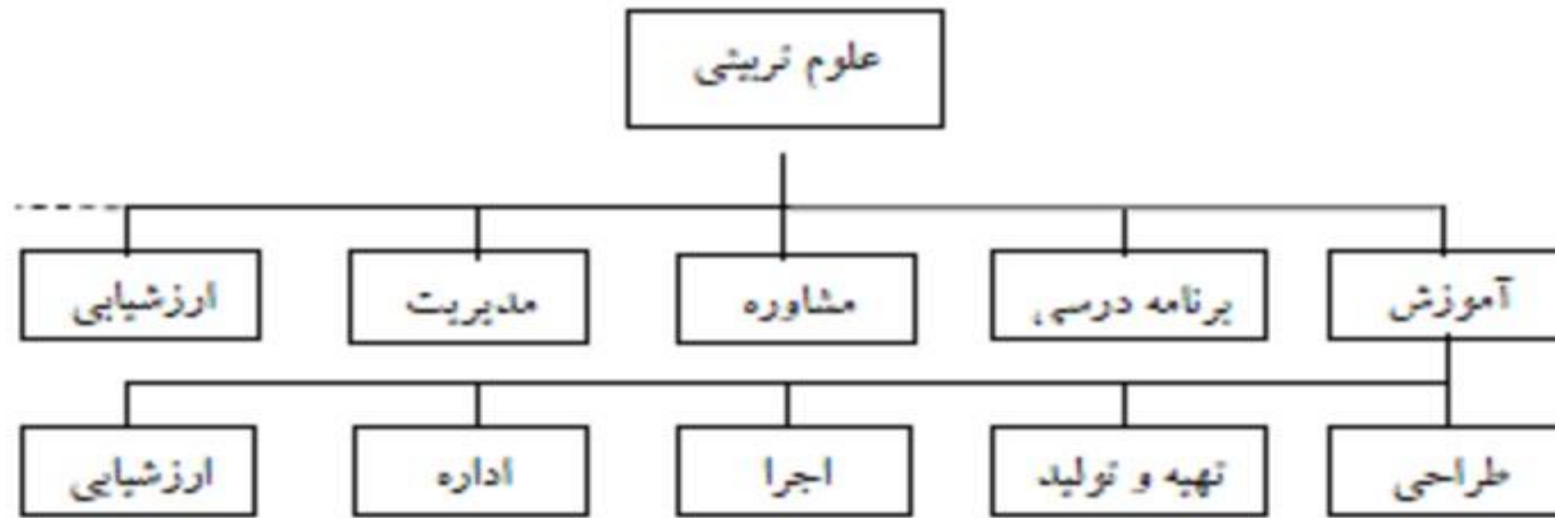 علوم تربیتی
آموزش
برنامه درسی
مشاوره
مدیریت
ارزشیابی
طراحی
تهیه و تولید
اجرا
اداره
ارزشیابی